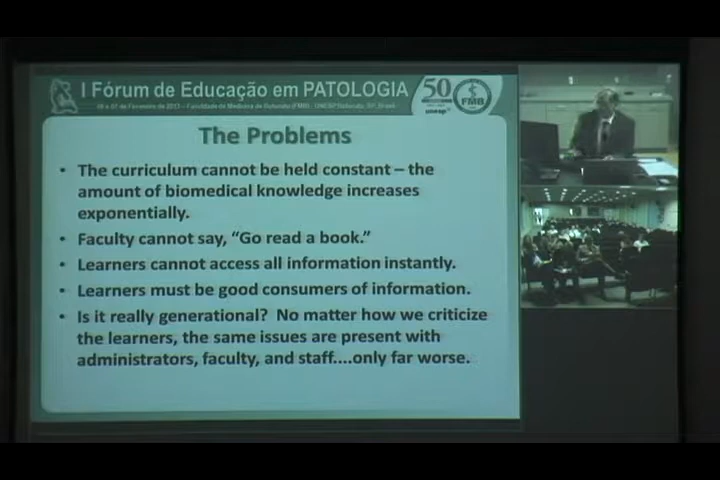 I Fórum de Educação em PATOLOGIA
50
unesp
FMB
The Problems
• The curriculum cannot be held constant – the
amount of biomedical knowledge increases
exponentially.
• Faculty cannot say, “Go read a book.”
• Learners cannot access all information instantly.
• Learners must be good consumers of information.
• Is it really generational? No matter how we criticize
the learners, the same issues are present with
administrators, faculty, and staff....only far worse.